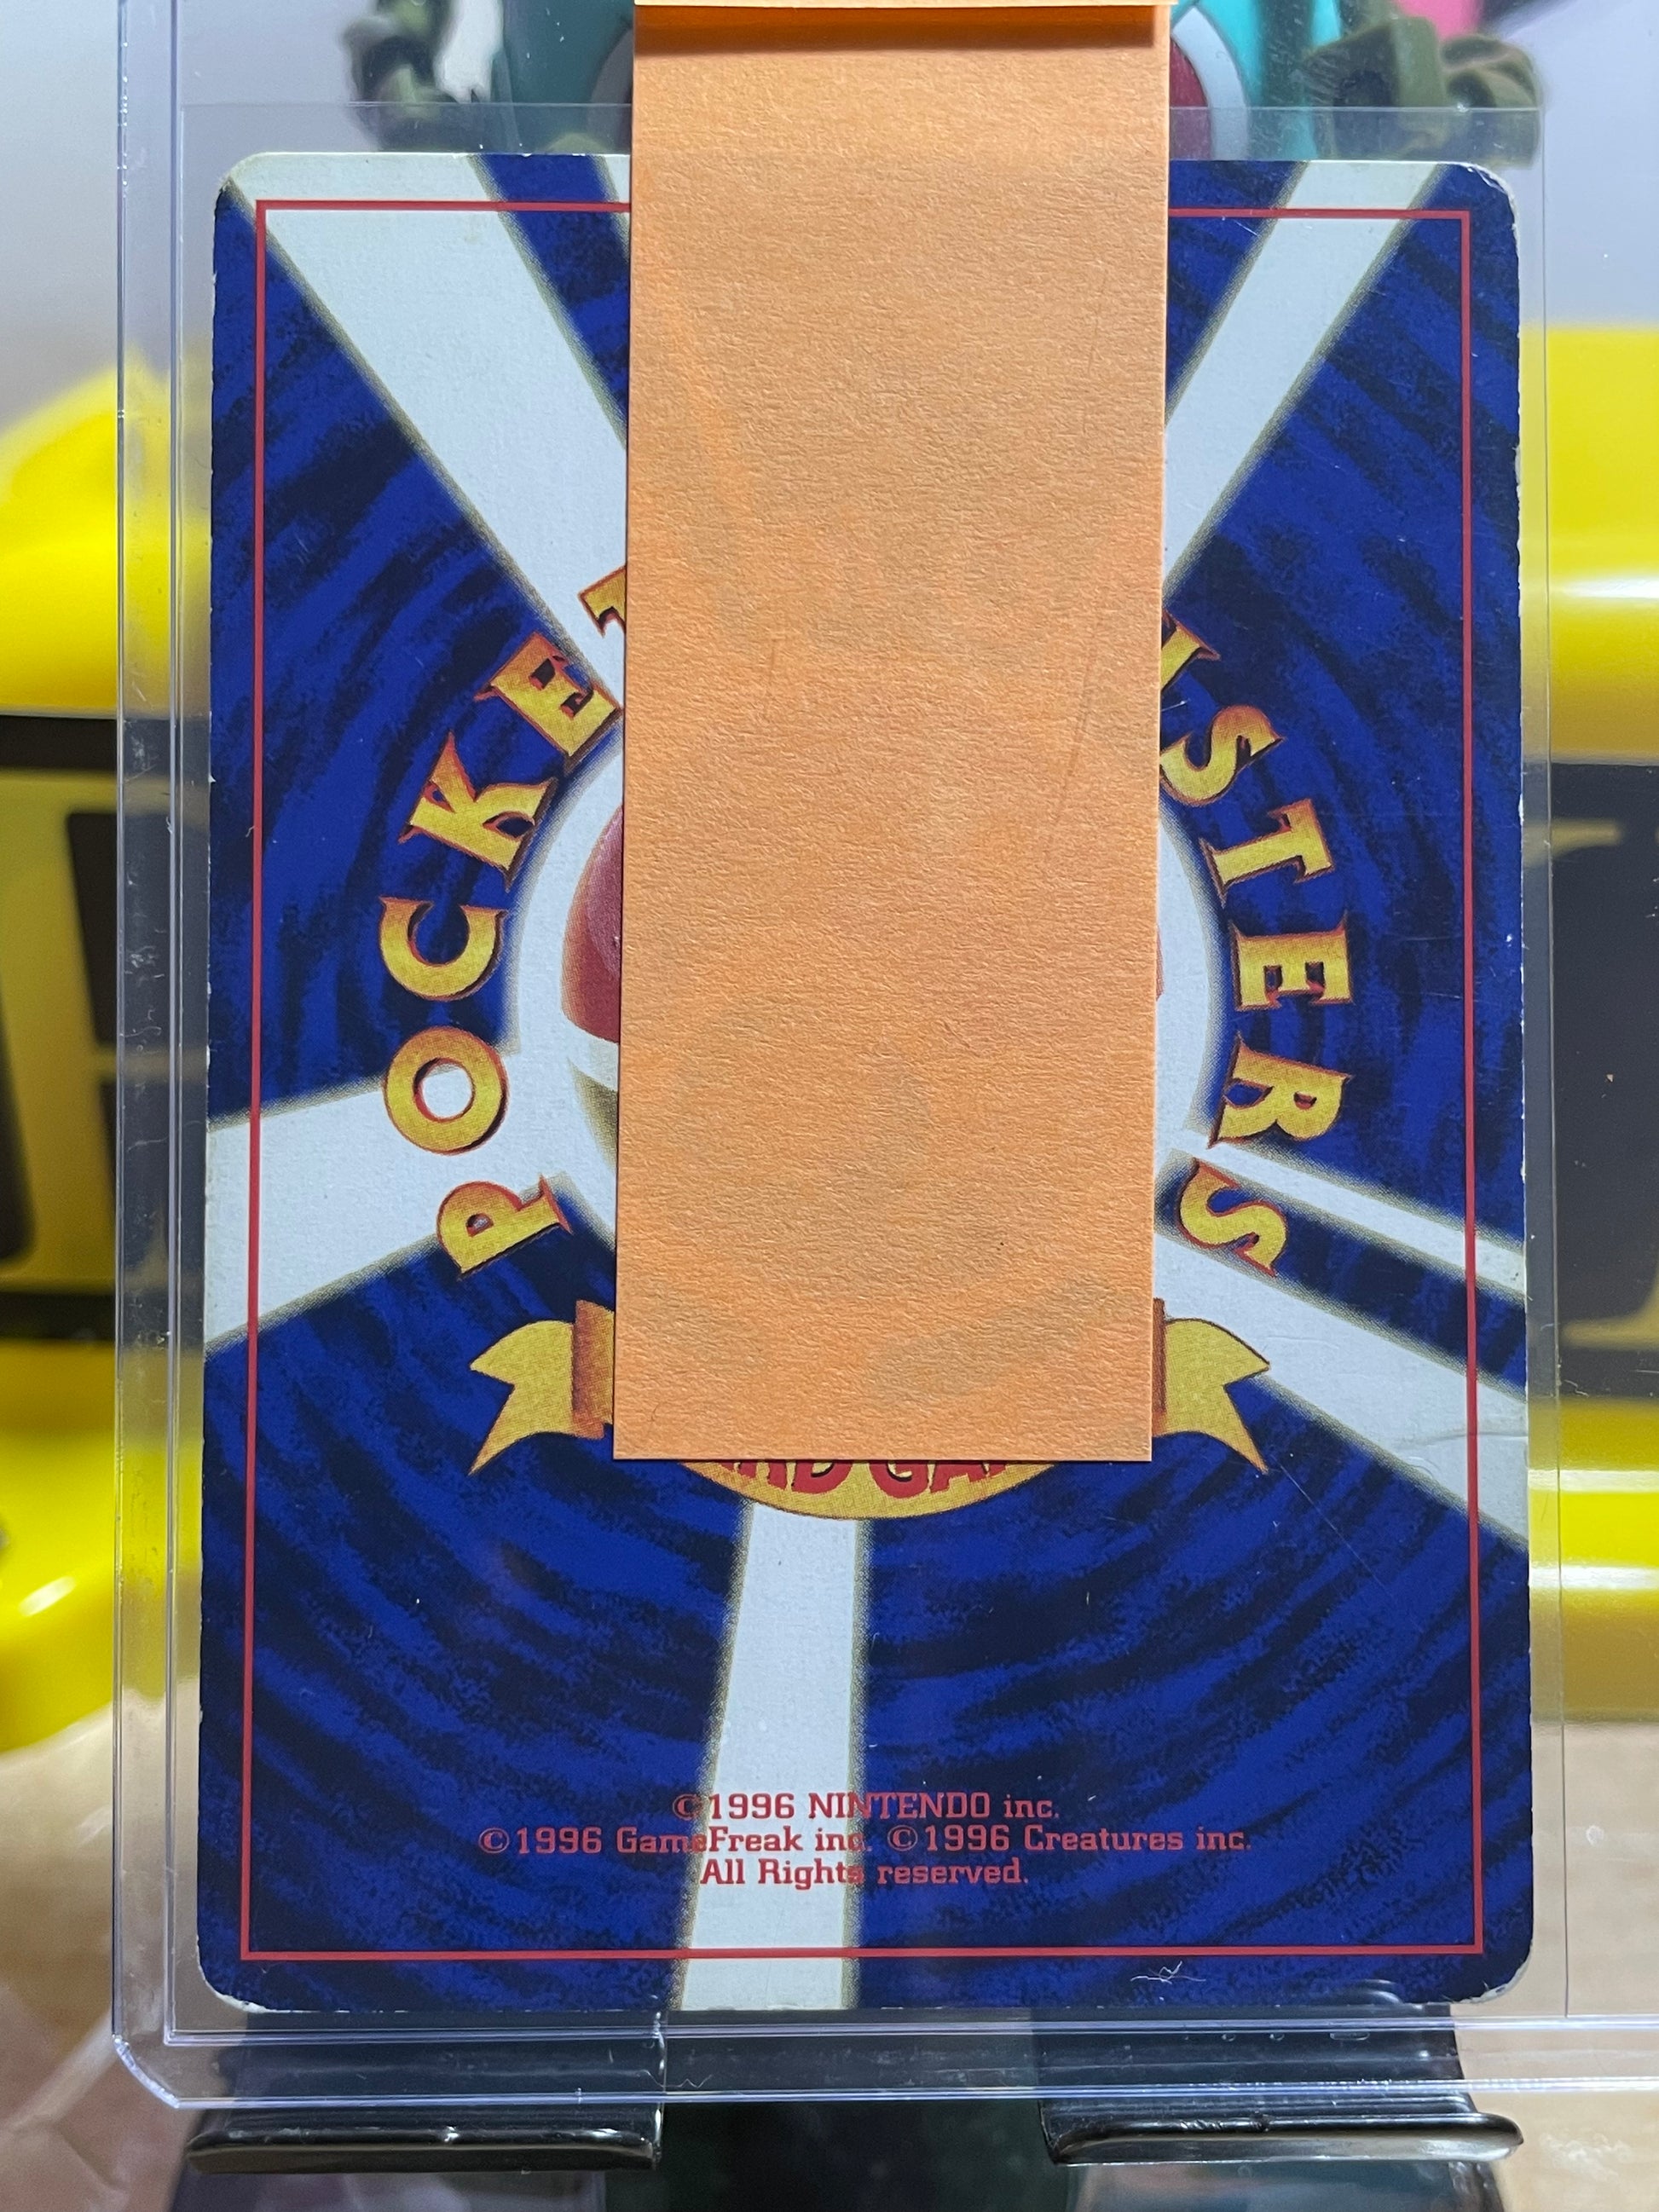 POCKE
STERS
©1996 NINTENDO inc.
©1996 GameFreak inc. ©1996 Creatures inc.
All Rights reserved.